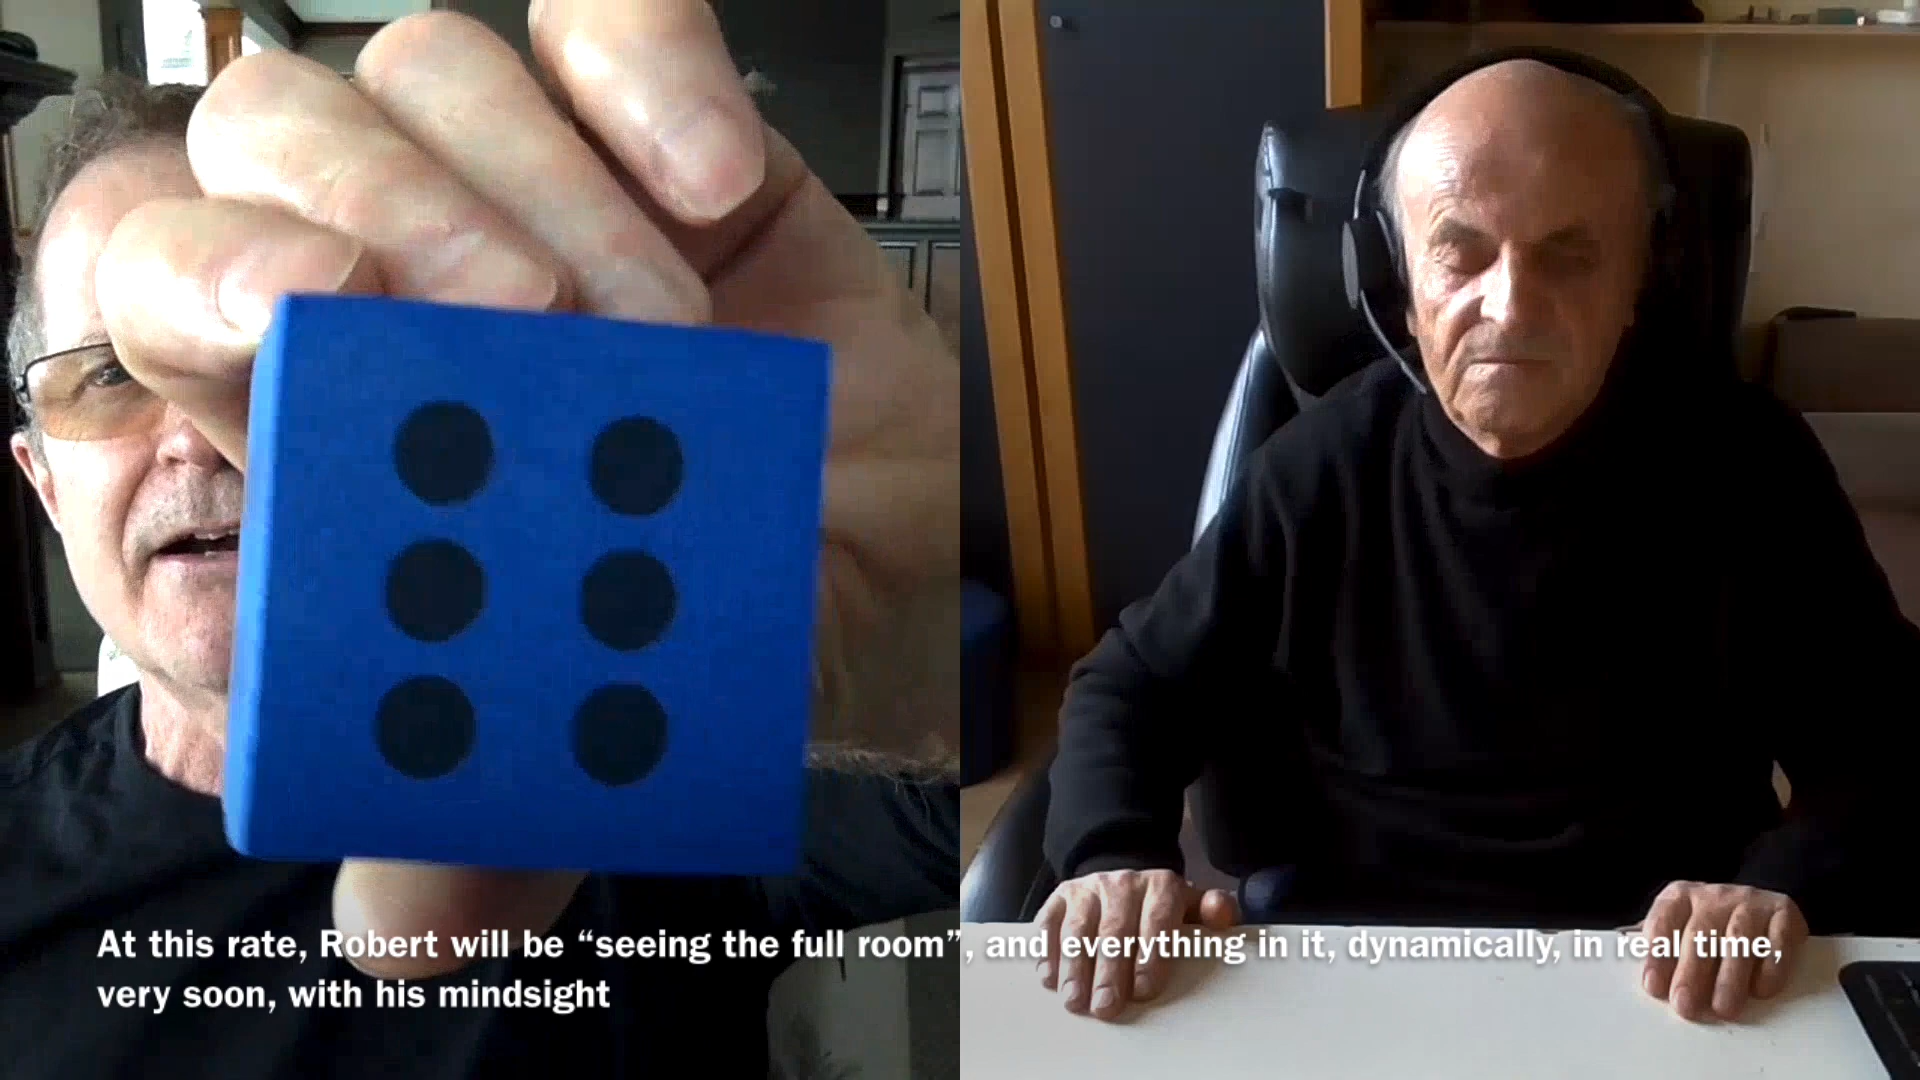 At this rate, Robert will be “seeing the full room”, and everything in it, dynamically, in real time,
very soon, with his mindsight